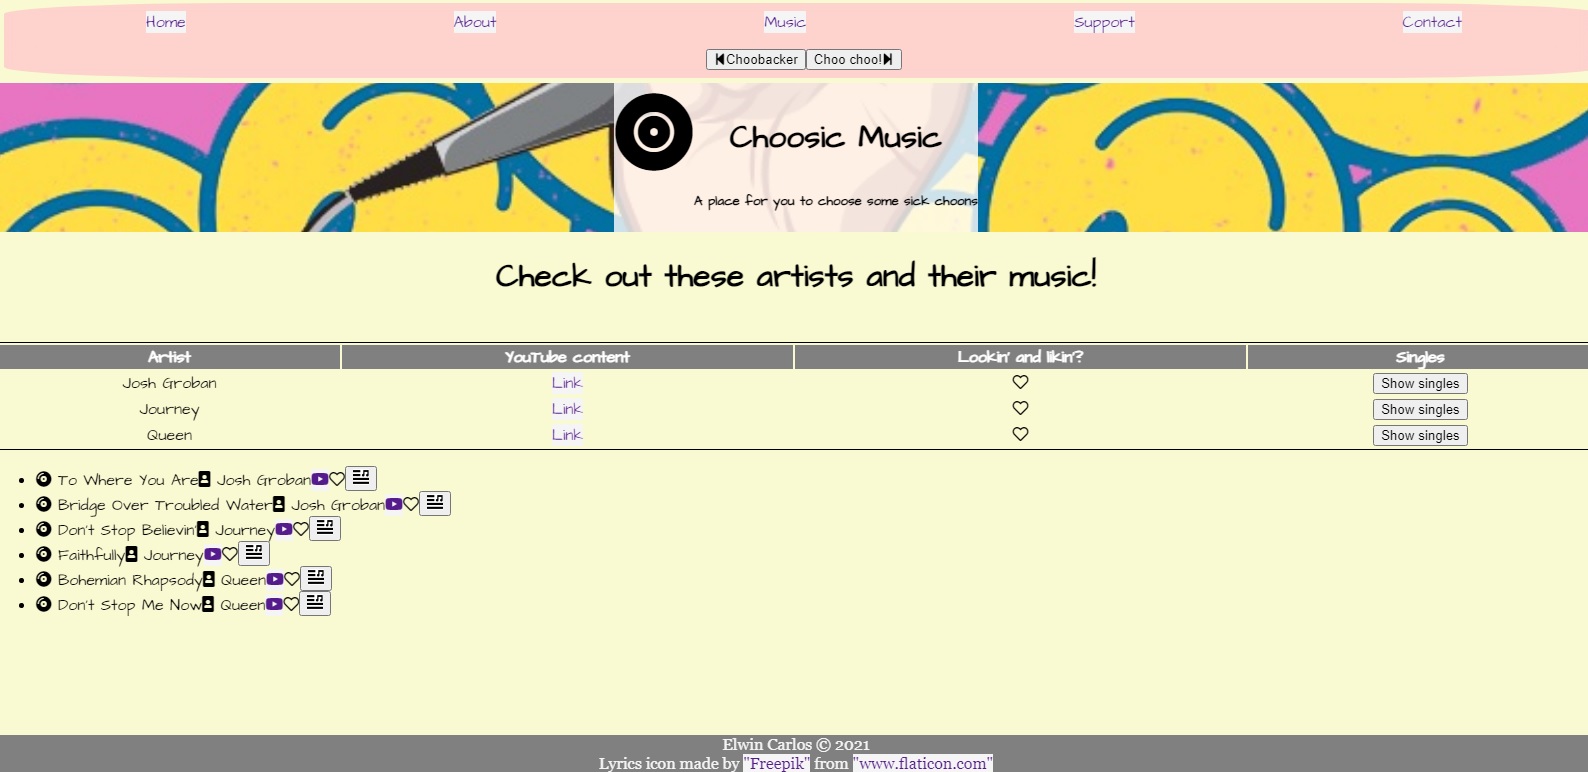 Home About Music Support Contact
Choobacker Choo choo!
Choosic Music
A place for you to choose some sick choons
Check out these artists and their music!
Artist YouTube content Lookin' and likin'? Singles
Josh Groban Link Show singles
Journey Link Show singles
Queen Link Show singles
To Where You Are Josh Groban
Bridge Over Troubled Water Josh Groban
Don't Stop Believin' Journey
Faithfully Journey
Bohemian Rhapsody Queen
Don't Stop Me Now Queen
Elwin Carlos © 2021
Lyrics icon made by "Freepik" from "www.flaticon.com"